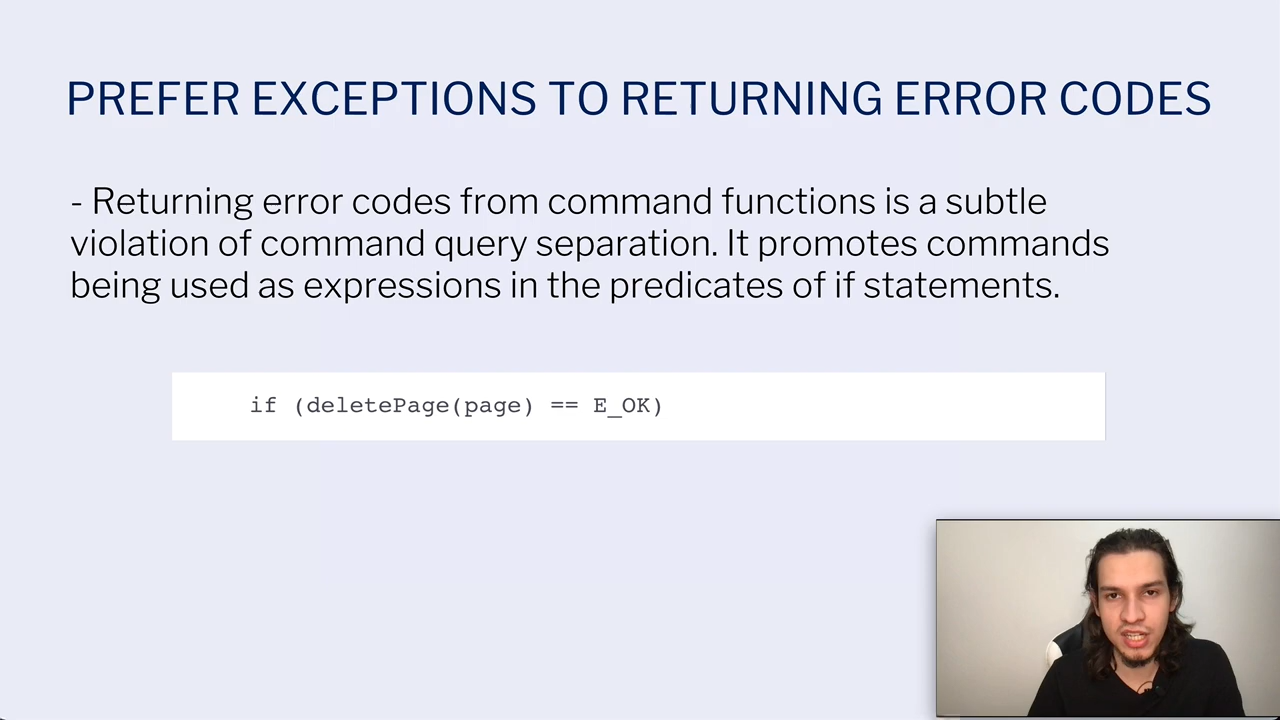 PREFER EXCEPTIONS TO RETURNING ERROR CODES
- Returning error codes from command functions is a subtle
violation of command query separation. It promotes commands
being used as expressions in the predicates of if statements.
if (deletePage(page) == E_OK)